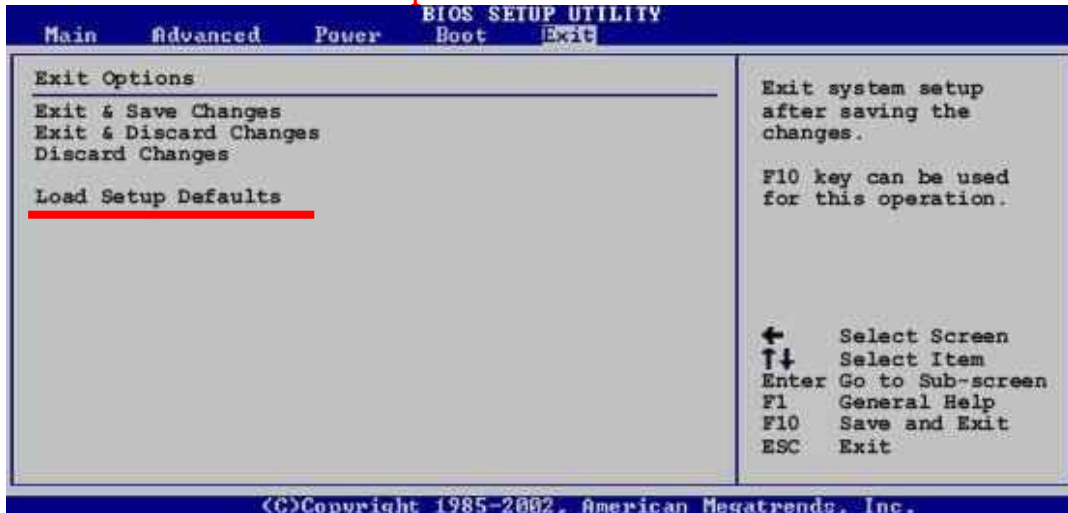 BIOS SETUP UTILITY
Main Advanced Power Boot Exit
Exit Options
Exit & Save Changes
Exit & Discard Changes
Discard Changes
Load Setup Defaults
Exit system setup
after saving the
changes.
F10 key can be used
for this operation.
← Select Screen
↑↓ Select Item
Enter Go to Sub-screen
F1 General Help
F10 Save and Exit
ESC Exit
(C)Copyright 1985-2002, American Megatrends, Inc.